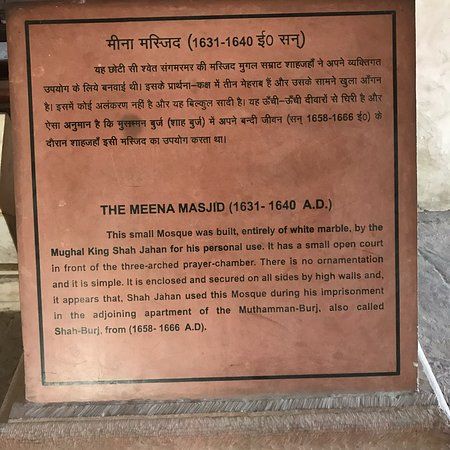 मीना मस्जिद (1631-1640 ई0 सन्)
यह छोटी सी श्वेत संगमरमर की मस्जिद मुगल सम्राट शाहजहाँ ने अपने व्यक्तिगत
उपयोग के लिये बनवाई थी। इसके प्रार्थना–कक्ष में तीन मेहराब हैं और उसके सामने खुला आँगन
है। इसमें कोई अलंकरण नहीं है और यह बिल्कुल सादी है। यह ऊँची–ऊँची दीवारों से घिरी है और
ऐसा अनुमान है कि मुसम्मन बुर्ज (शाह बुर्ज) में अपने बन्दी जीवन (सन् 1658-1666 ई0) के
दौरान शाहजहाँ इसी मस्जिद का उपयोग करता था।
THE MEENA MASJID (1631- 1640 A.D.)
This small Mosque was built, entirely of white marble, by the
Mughal King Shah Jahan for his personal use. It has a small open court
in front of the three-arched prayer-chamber. There is no ornamentation
and it is simple. It is enclosed and secured on all sides by high walls and,
it appears that, Shah Jahan used this Mosque during his imprisonment
in the adjoining apartment of the Muthamman-Burj, also called
Shah-Burj, from (1658- 1666 A.D).